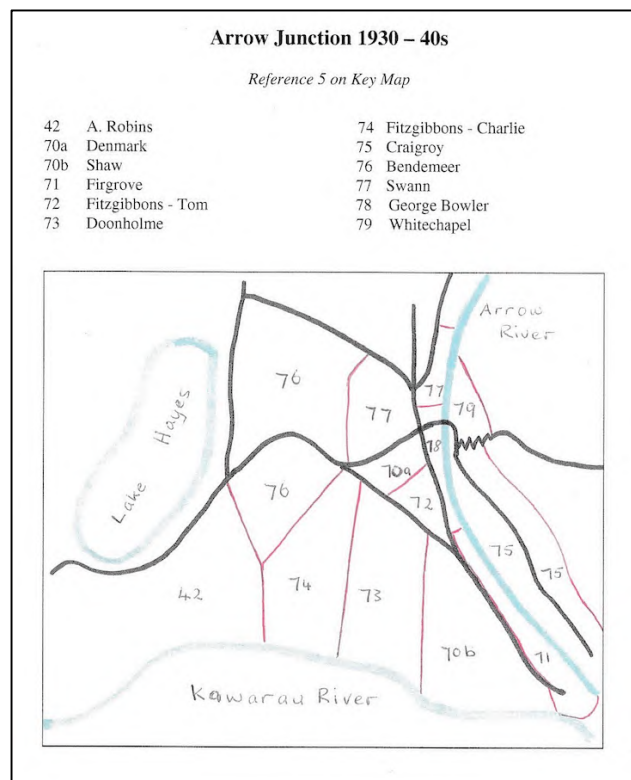 Arrow Junction 1930 – 40s
Reference 5 on Key Map
42 A. Robins
70a Denmark
70b Shaw
71 Firgrove
72 Fitzgibbons - Tom
73 Doonholme
74 Fitzgibbons - Charlie
75 Craigroy
76 Bendemeer
77 Swann
78 George Bowler
79 Whitechapel
Arrow
River
76
77
77
79
Lake Hayes
78
70a
76
72
75
75
42
74
73
70b
71
Kawarau River